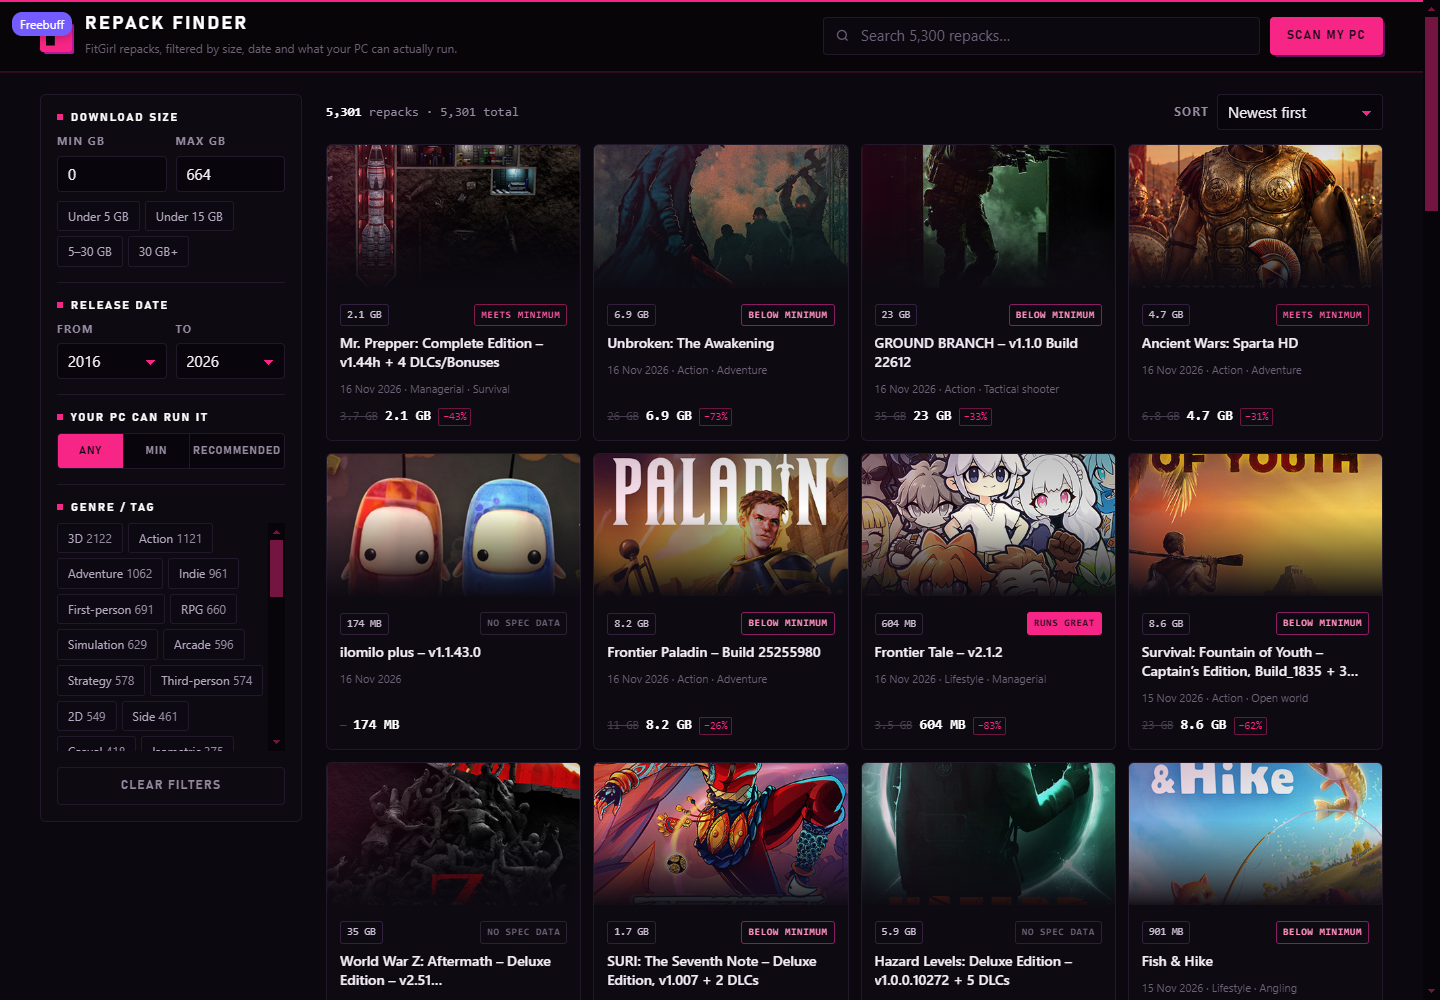 Freebuff
REPACK FINDER
FitGirl repacks, filtered by size, date and what your PC can actually run.
Search 5,300 repacks...
SCAN MY PC
DOWNLOAD SIZE
MIN GB MAX GB
0 664
Under 5 GB Under 15 GB
5–30 GB 30 GB+
RELEASE DATE
FROM TO
2016 2026
YOUR PC CAN RUN IT
ANY MIN RECOMMENDED
GENRE / TAG
3D 2122 Action 1121
Adventure 1062 Indie 961
First-person 691 RPG 660
Simulation 629 Arcade 596
Strategy 578 Third-person 574
2D 549 Side 461
Casual 418 Isometric 375
CLEAR FILTERS
5,301 repacks · 5,301 total
SORT Newest first
2.1 GB MEETS MINIMUM
Mr. Prepper: Complete Edition –
v1.44h + 4 DLCs/Bonuses
16 Nov 2026 · Managerial · Survival
3.7 GB 2.1 GB −43%
6.9 GB BELOW MINIMUM
Unbroken: The Awakening
16 Nov 2026 · Action · Adventure
26 GB 6.9 GB −73%
23 GB BELOW MINIMUM
GROUND BRANCH – v1.1.0 Build
22612
16 Nov 2026 · Action · Tactical shooter
35 GB 23 GB −33%
4.7 GB MEETS MINIMUM
Ancient Wars: Sparta HD
16 Nov 2026 · Action · Adventure
6.8 GB 4.7 GB −31%
174 MB NO SPEC DATA
ilomilo plus – v1.1.43.0
16 Nov 2026
– 174 MB
PALADIN
8.2 GB BELOW MINIMUM
Frontier Paladin – Build 25255980
16 Nov 2026 · Action · Adventure
11 GB 8.2 GB −26%
604 MB RUNS GREAT
Frontier Tale – v2.1.2
16 Nov 2026 · Lifestyle · Managerial
3.5 GB 604 MB −83%
OF YOUTH
8.6 GB BELOW MINIMUM
Survival: Fountain of Youth –
Captain's Edition, Build_1835 + 3...
15 Nov 2026 · Action · Open world
23 GB 8.6 GB −62%
Z
35 GB NO SPEC DATA
World War Z: Aftermath – Deluxe
Edition – v2.51...
1.7 GB BELOW MINIMUM
SURI: The Seventh Note – Deluxe
Edition, v1.007 + 2 DLCs
5.9 GB NO SPEC DATA
Hazard Levels: Deluxe Edition –
v1.0.0.10272 + 5 DLCs
& Hike
901 MB BELOW MINIMUM
Fish & Hike
15 Nov 2026 · Lifestyle · Angling